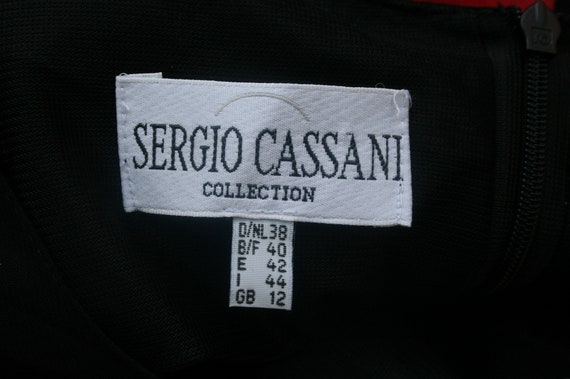 SERGIO CASSANI
COLLECTION
D/NL38
B/F 40
E 42
I 44
GB 12